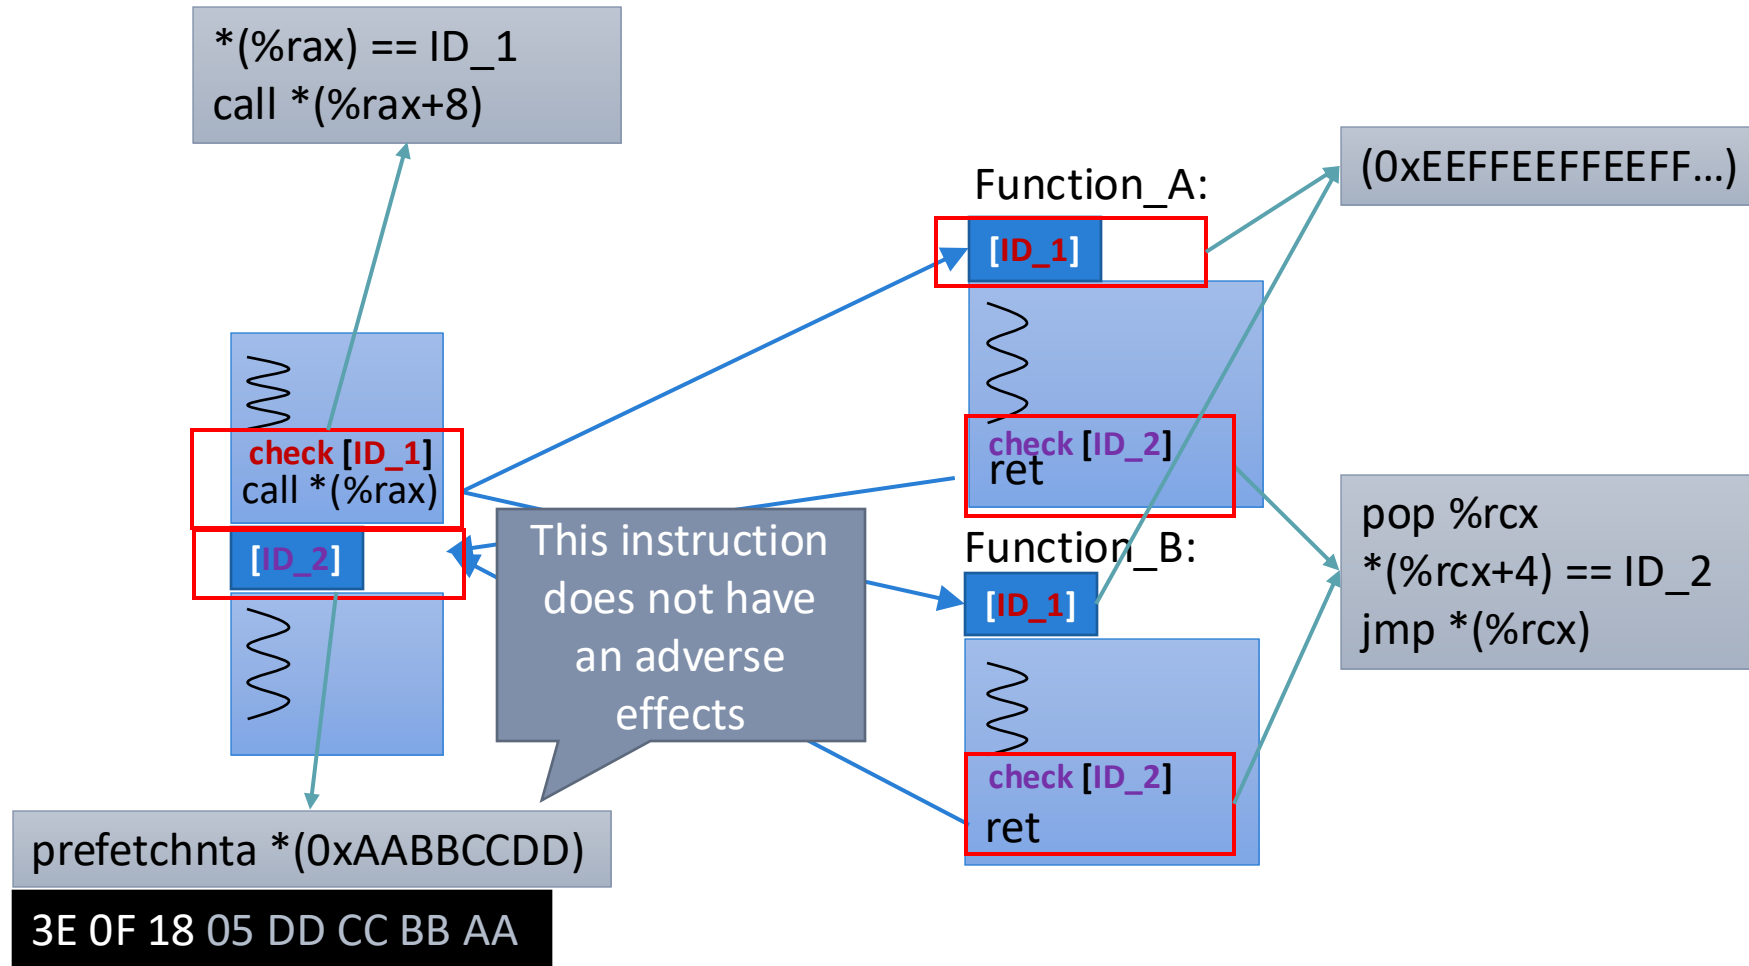 *(%rax) == ID_1
call *(%rax+8)
check [ID_1]
call *(%rax)
[ID_2]
prefetchnta *(0xAABBCCDD)
3E 0F 18 05 DD CC BB AA
This instruction
does not have
an adverse
effects
Function_A:
[ID_1]
check [ID_2]
ret
Function_B:
[ID_1]
check [ID_2]
ret
(0xEEFFEEFFEEFF...)
pop %rcx
*(%rcx+4) == ID_2
jmp *(%rcx)